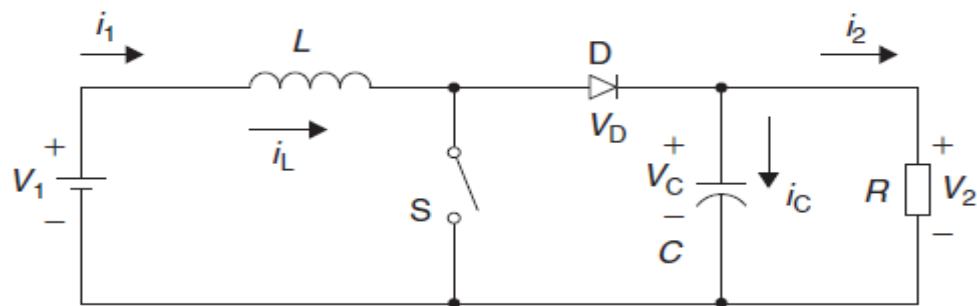 i1 L D i2
iL VD
+ V1 −
S
+ VC − C
iC
R
+ V2 −